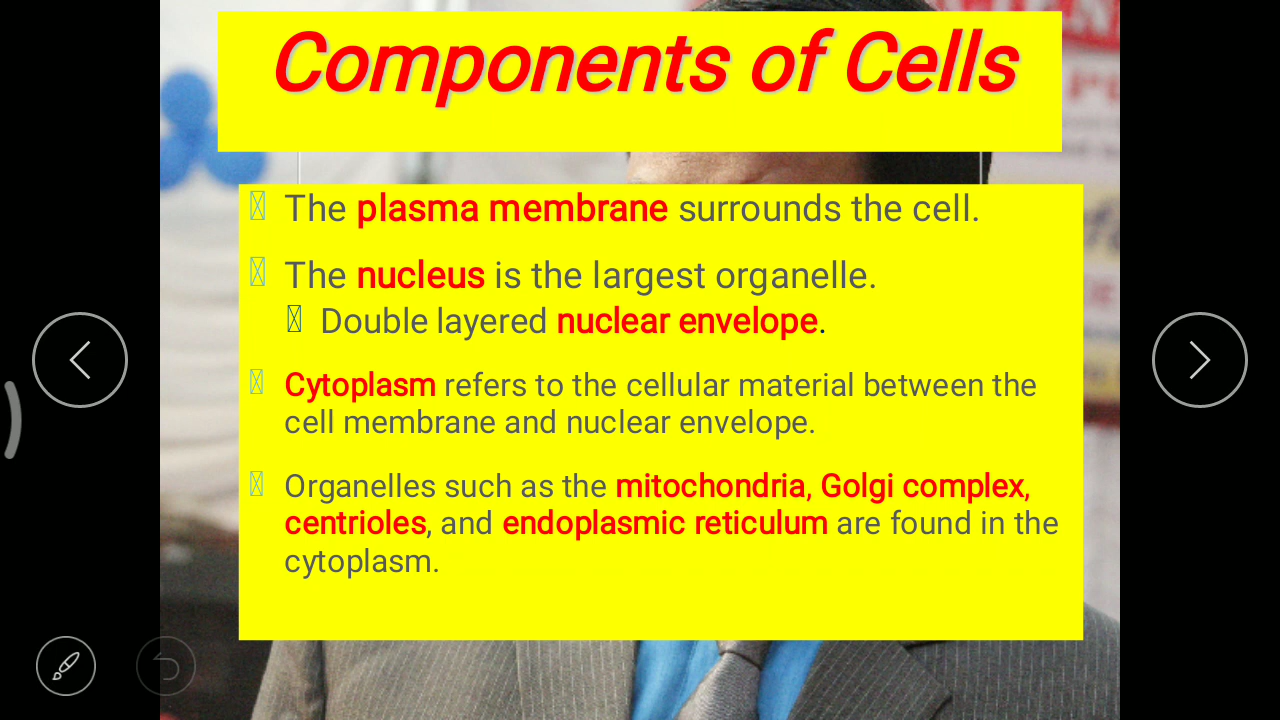 Components of Cells
The plasma membrane surrounds the cell.
The nucleus is the largest organelle.
Double layered nuclear envelope.
Cytoplasm refers to the cellular material between the
cell membrane and nuclear envelope.
Organelles such as the mitochondria, Golgi complex,
centrioles, and endoplasmic reticulum are found in the
cytoplasm.